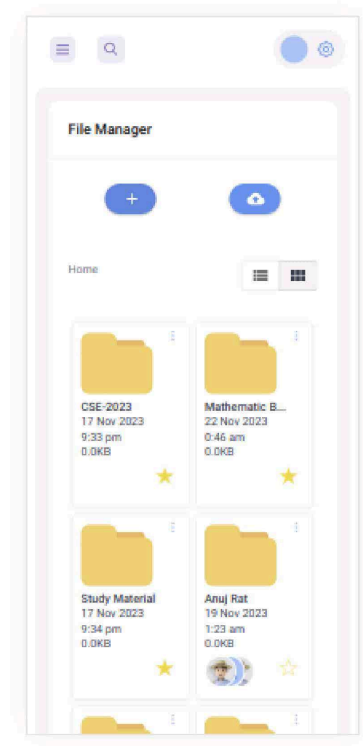 File Manager
Home
CSE-2023
17 Nov 2023
9:33 pm
0.0KB
Mathematic B...
22 Nov 2023
0:46 am
0.0KB
Study Material
17 Nov 2023
9:34 pm
0.0KB
Anuj Rat
19 Nov 2023
1:23 am
0.0KB